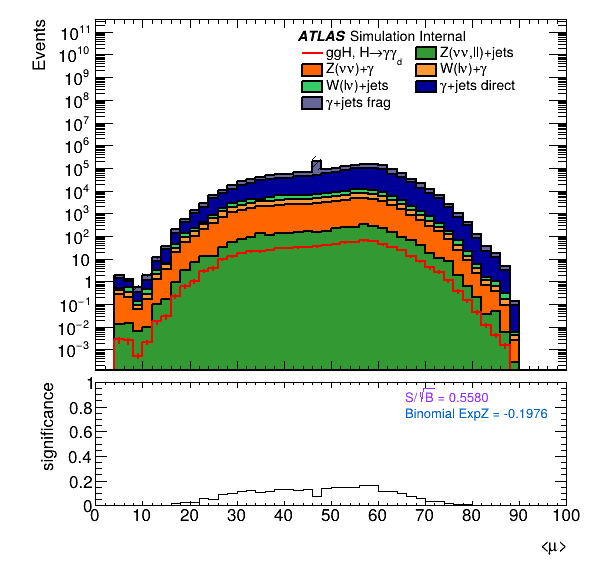 ATLAS Simulation Internal
ggH, H→γγd Z(νν,ll)+jets
Z(νν)+γ W(lν)+γ
W(lν)+jets γ+jets direct
γ+jets frag
Events
10¹¹
10¹⁰
10⁹
10⁸
10⁷
10⁶
10⁵
10⁴
10³
10²
10
1
10⁻¹
10⁻²
10⁻³
significance
1
0.8
0.6
0.4
0.2
0
S/√B = 0.5580
Binomial ExpZ = -0.1976
0 10 20 30 40 50 60 70 80 90 100
<μ>